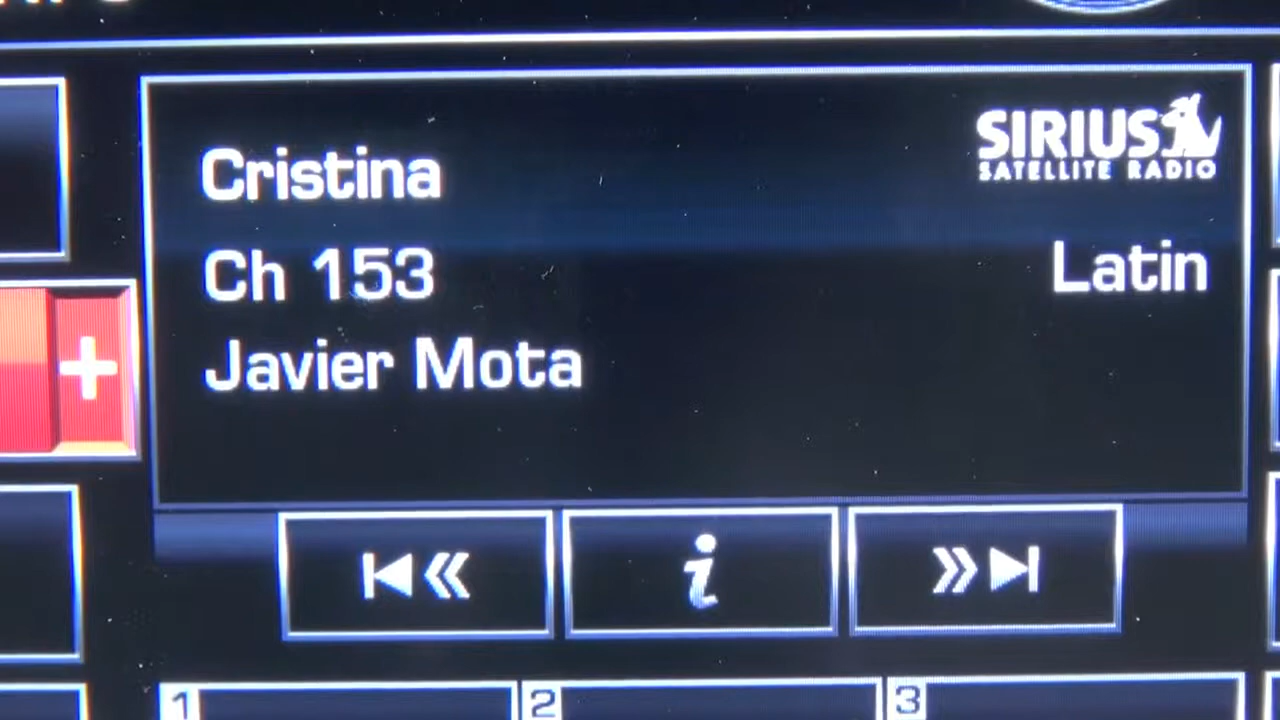 SIRIUS
SATELLITE RADIO
Cristina
Ch 153
Latin
Javier Mota
i
1
2
3